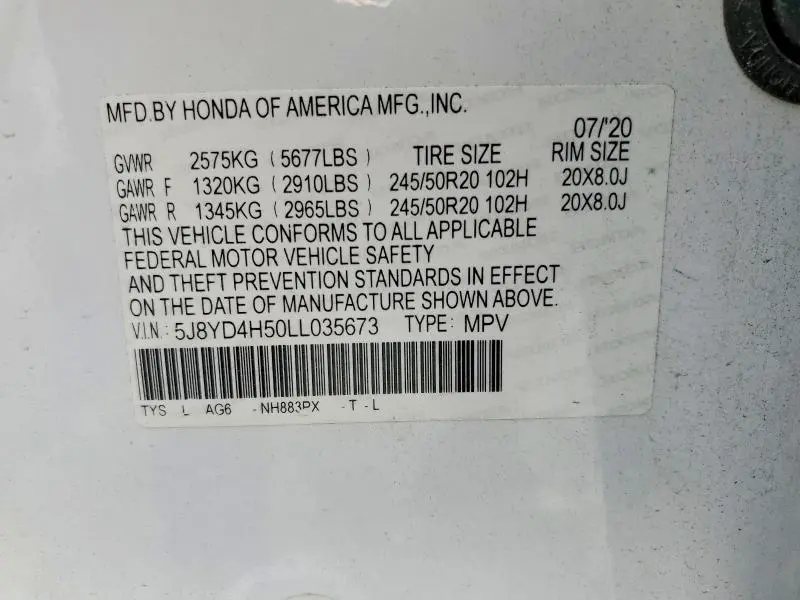 MFD.BY HONDA OF AMERICA MFG.,INC.
07/'20
GVWR 2575KG (5677LBS) TIRE SIZE RIM SIZE
GAWR F 1320KG (2910LBS) 245/50R20 102H 20X8.0J
GAWR R 1345KG (2965LBS) 245/50R20 102H 20X8.0J
THIS VEHICLE CONFORMS TO ALL APPLICABLE
FEDERAL MOTOR VEHICLE SAFETY
AND THEFT PREVENTION STANDARDS IN EFFECT
ON THE DATE OF MANUFACTURE SHOWN ABOVE.
V.I.N.: 5J8YD4H50LL035673 TYPE: MPV
TYS L AG6 -NH883PX -T -L